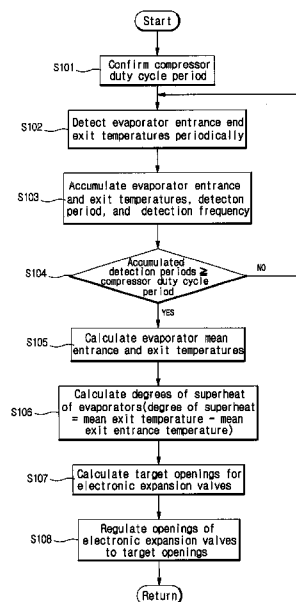 Start
S101
Confirm compressor
duty cycle period
S102
Detect evaporator entrance end
exit temperatures periodically
S103
Accumulate evaporator entrance
and exit temperatures, detecton
period, and detection frequency
S104
Accumulated
detection periods ≧
compressor duty cycle
period
NO
YES
S105
Calculate evaporator mean
entrance and exit temperatures
S106
Calculate degrees of superheat
of evaporators(degree of superheat
= mean exit temperature - mean
exit entrance temperature)
S107
Calculate target openings for
electronic expansion valves
S108
Regulate openings of
electronic expansion valves
to target openings
Return